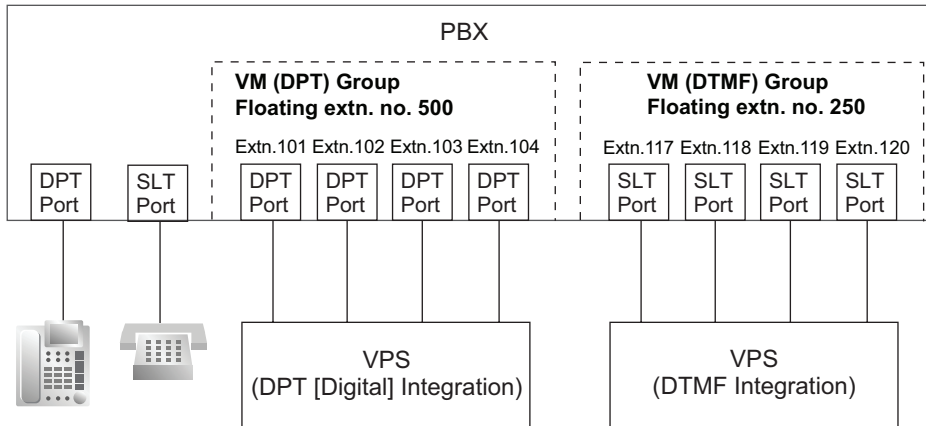 PBX
VM (DPT) Group
Floating extn. no. 500
VM (DTMF) Group
Floating extn. no. 250
Extn.101 Extn.102 Extn.103 Extn.104
Extn.117 Extn.118 Extn.119 Extn.120
DPT
Port
SLT
Port
DPT
Port
DPT
Port
DPT
Port
DPT
Port
SLT
Port
SLT
Port
SLT
Port
SLT
Port
VPS
(DPT [Digital] Integration)
VPS
(DTMF Integration)